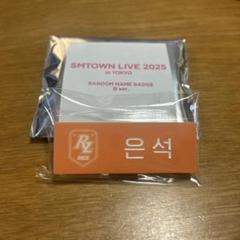 SMTOWN LIVE 2025
in TOKYO
RANDOM NAME BADGE
B ver.
RZ
은석